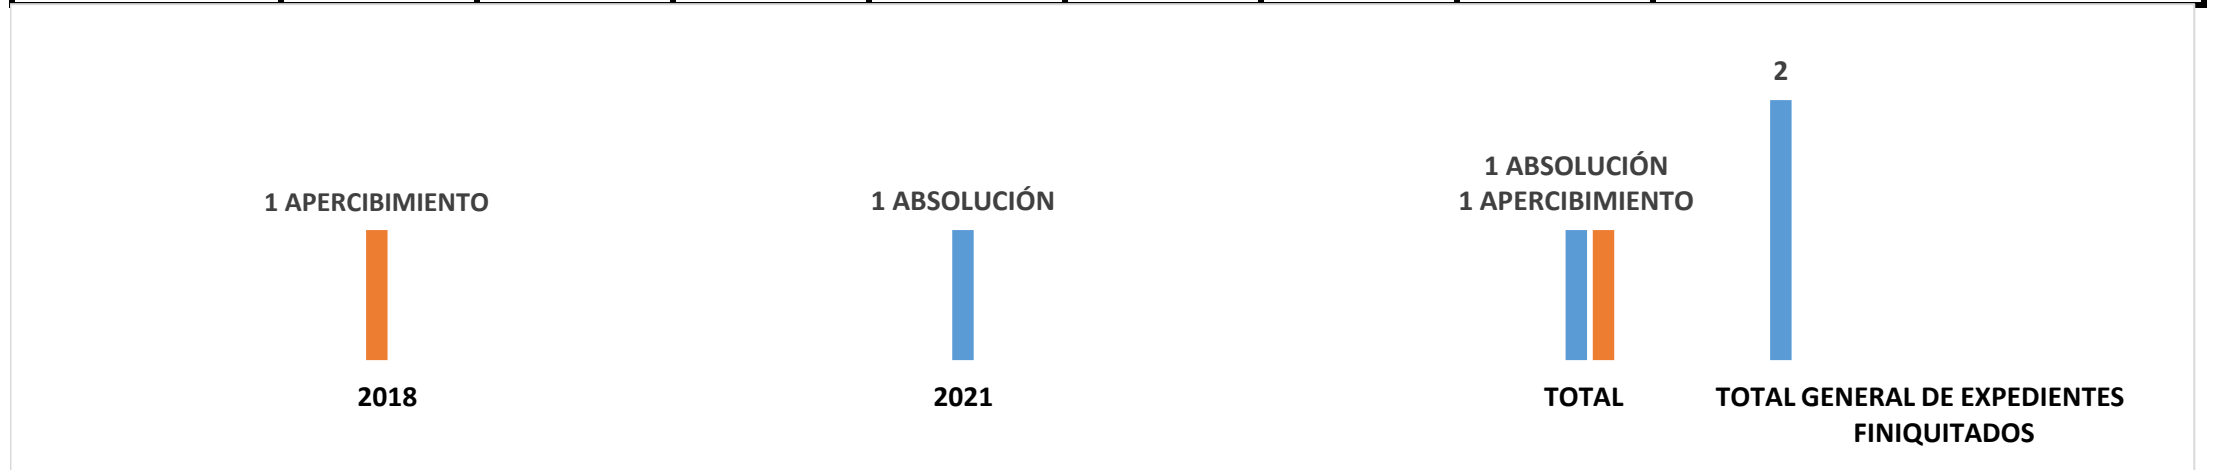 2
1 ABSOLUCIÓN
1 APERCIBIMIENTO
1 APERCIBIMIENTO
1 ABSOLUCIÓN
2018
2021
TOTAL
TOTAL GENERAL DE EXPEDIENTES
FINIQUITADOS